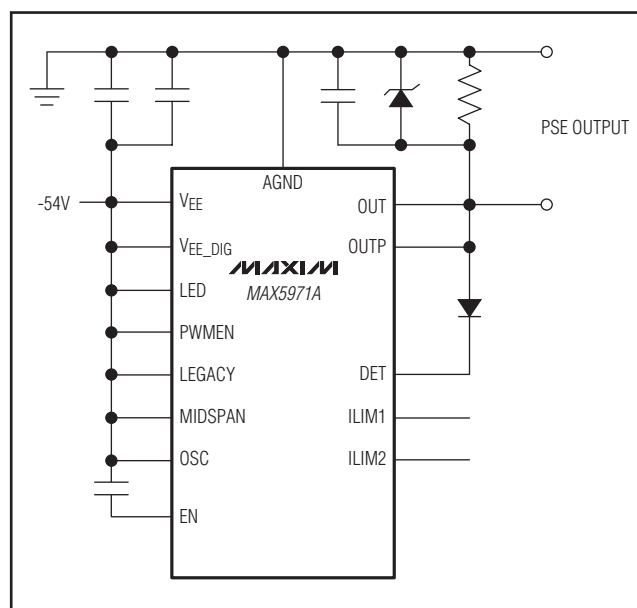 PSE OUTPUT
AGND
-54V
VEE
OUT
VEE_DIG
OUTP
MAXIM
LED
MAX5971A
PWMEN
LEGACY
DET
MIDSPAN
ILIM1
OSC
ILIM2
EN